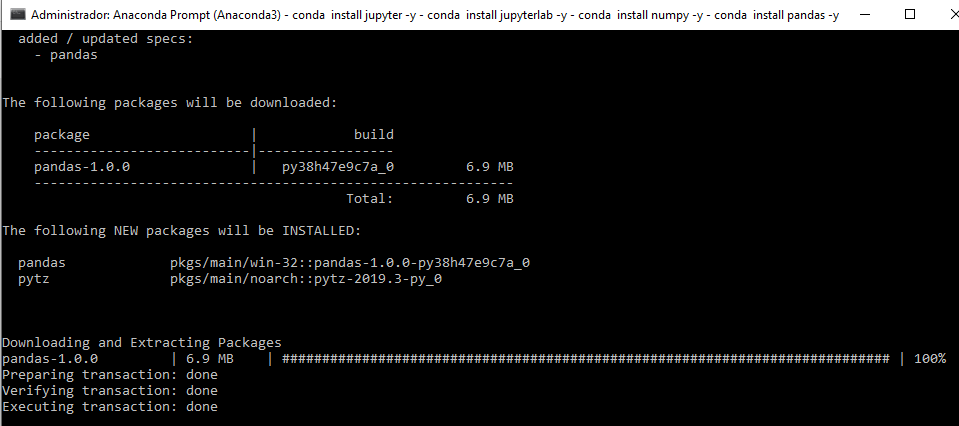 Administrador: Anaconda Prompt (Anaconda3) - conda  install jupyter -y - conda  install jupyterlab -y - conda  install numpy -y - conda  install pandas -y
  added / updated specs:
    - pandas
The following packages will be downloaded:
    package                    |            build
    ---------------------------|-----------------
    pandas-1.0.0               |   py38h47e9c7a_0         6.9 MB
    ------------------------------------------------------------
                                           Total:         6.9 MB
The following NEW packages will be INSTALLED:
  pandas             pkgs/main/win-32::pandas-1.0.0-py38h47e9c7a_0
  pytz               pkgs/main/noarch::pytz-2019.3-py_0
Downloading and Extracting Packages
pandas-1.0.0         | 6.9 MB    | ############################################################################ | 100%
Preparing transaction: done
Verifying transaction: done
Executing transaction: done